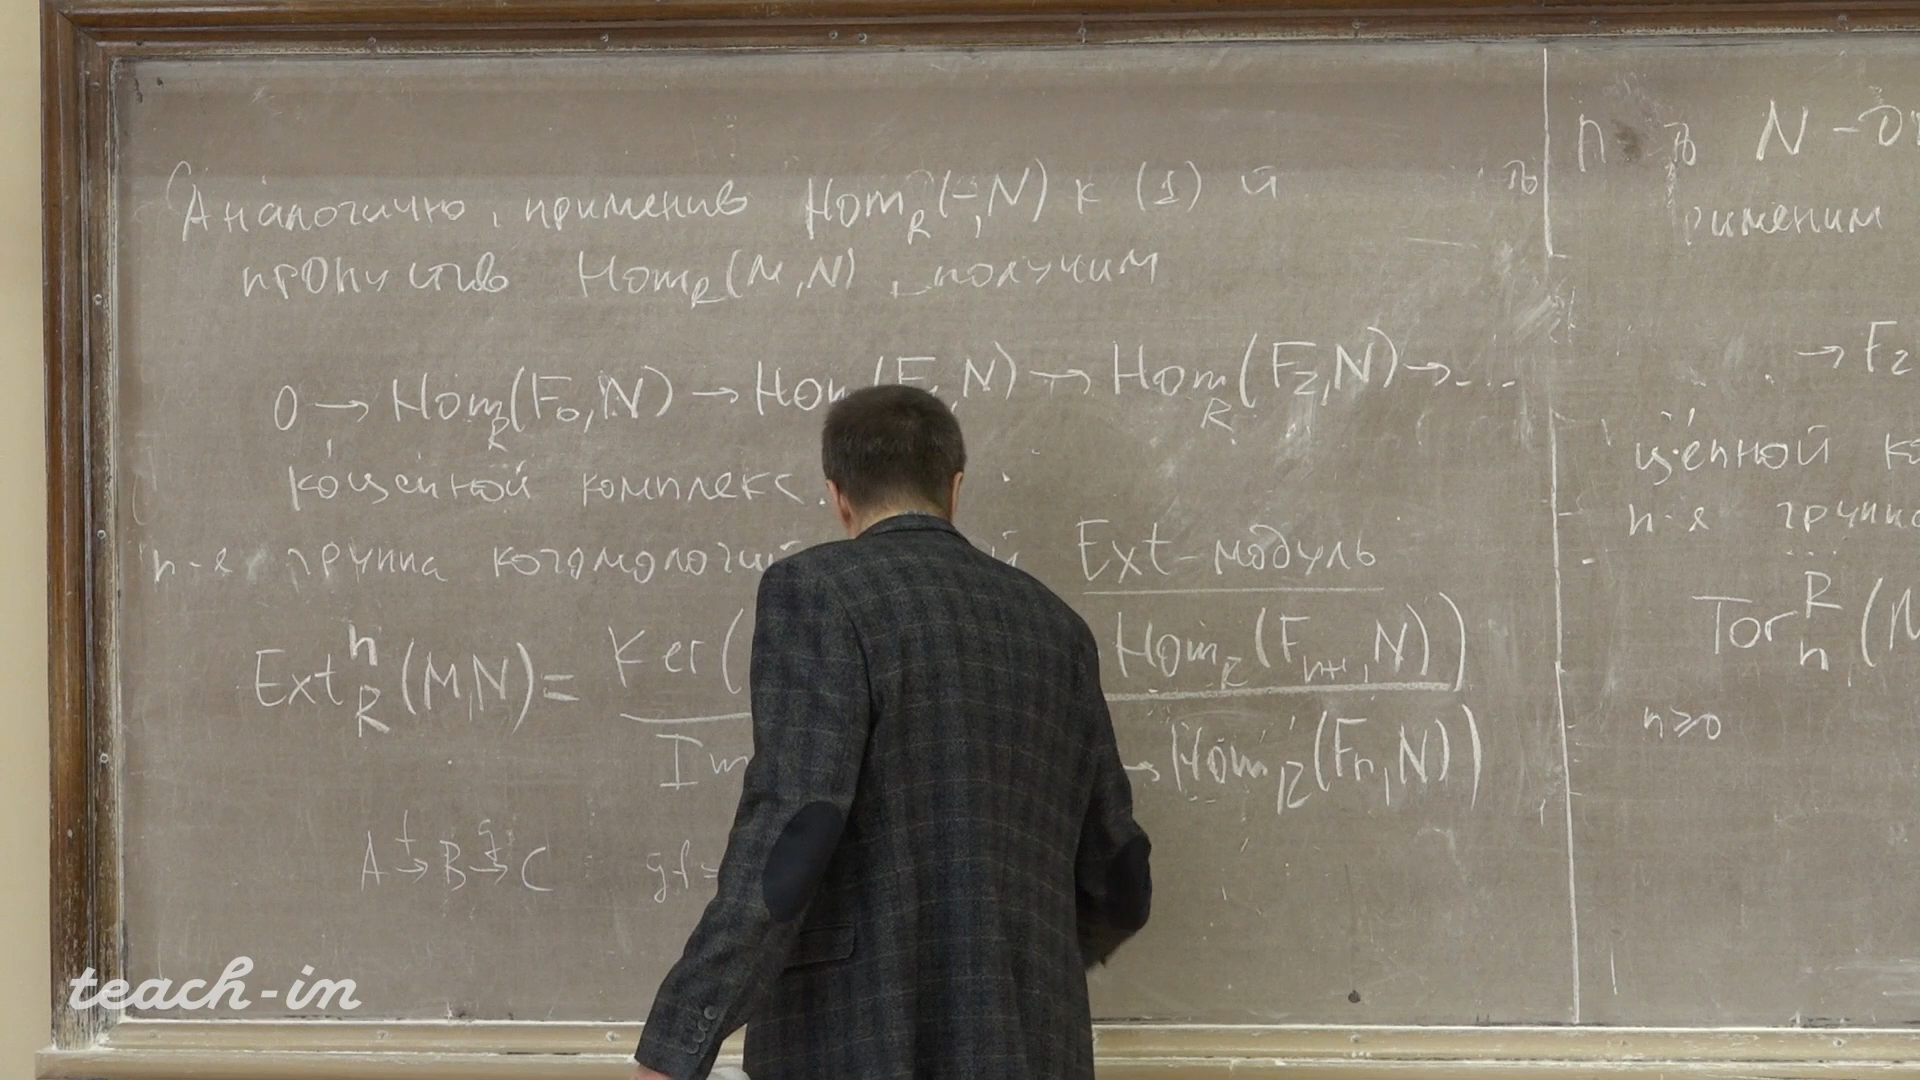 Аналогично, применив Hom_R(-,N) к (1) и
пропустив Hom_R(M,N), получим
0 → Hom_R(F₀,N) → Hom (F ,N) → Hom_R(F₂,N) → ...
коцепной комплекс.
n-я группа когомологий й Ext-модуль
Ext^n_R(M,N) = Ker( Hom_R(F_{n+1},N))
Im → Hom_R(F_n,N))
A →^f B →^g C gf=
N
рименим
→ F₂
цепной
n-я группа
Tor^R_n(M
n≥0
teach-in